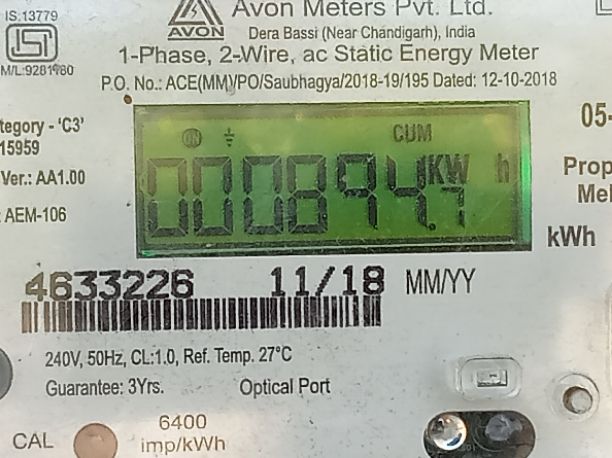 IS:13779
Avon Meters Pvt. Ltd.
AVON
Dera Bassi (Near Chandigarh), India
M/L:9281980
1-Phase, 2-Wire, ac Static Energy Meter
P.O. No.: ACE(MM)/PO/Saubhagya/2018-19/195 Dated: 12-10-2018
tegory - 'C3'
15959
05-
ON CUM
000894.7 KW h
Ver.: AA1.00
AEM-106
Prop
Met
kWh
4633226 11/18 MM/YY
240V, 50Hz, CL:1.0, Ref. Temp. 27°C
Guarantee: 3Yrs. Optical Port
CAL
6400
imp/kWh